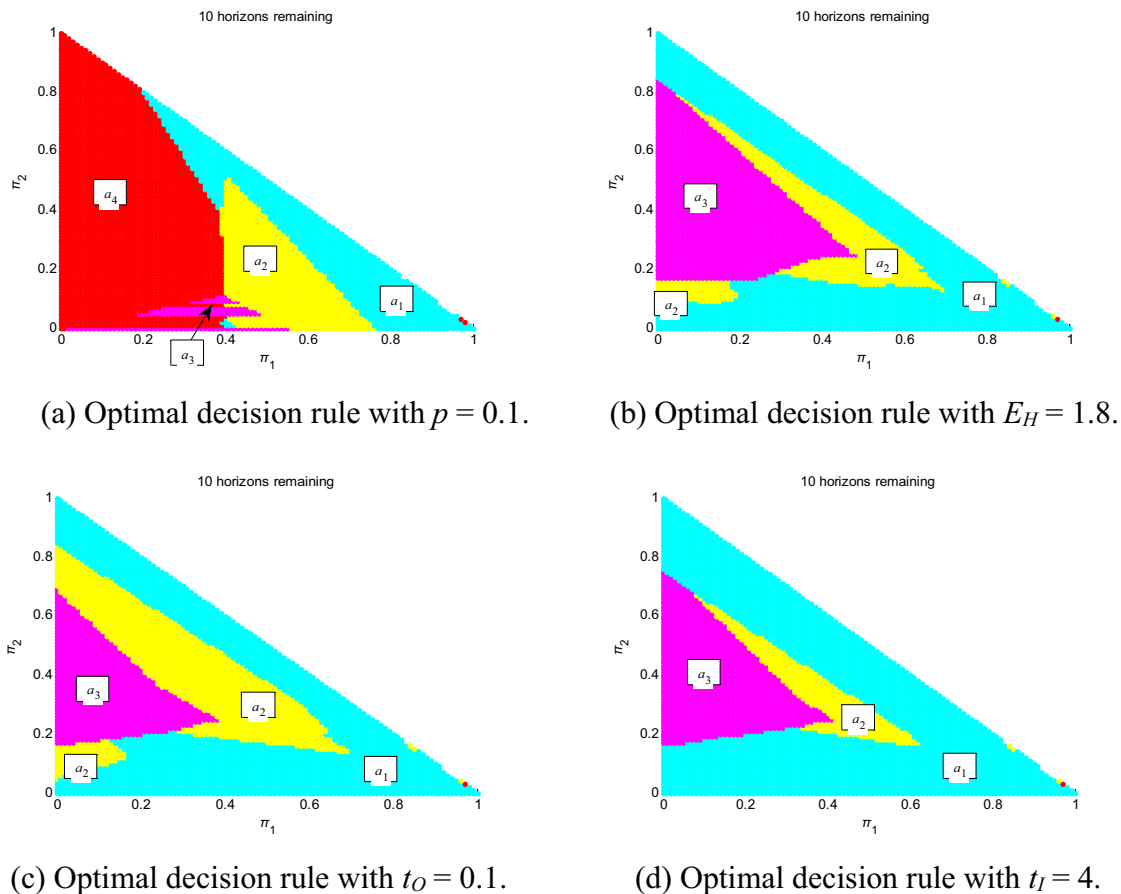 10 horizons remaining
1
0.8
0.6
0.4
0.2
0
π2
a4
a2
a1
a3
0 0.2 0.4 0.6 0.8 1
π1
(a) Optimal decision rule with p = 0.1.
10 horizons remaining
1
0.8
0.6
0.4
0.2
0
π2
a3
a2
a2
a1
0 0.2 0.4 0.6 0.8 1
π1
(b) Optimal decision rule with EH = 1.8.
10 horizons remaining
1
0.8
0.6
0.4
0.2
0
π2
a3
a2
a2
a1
0 0.2 0.4 0.6 0.8 1
π1
(c) Optimal decision rule with tO = 0.1.
10 horizons remaining
1
0.8
0.6
0.4
0.2
0
π2
a3
a2
a1
0 0.2 0.4 0.6 0.8 1
π1
(d) Optimal decision rule with tI = 4.